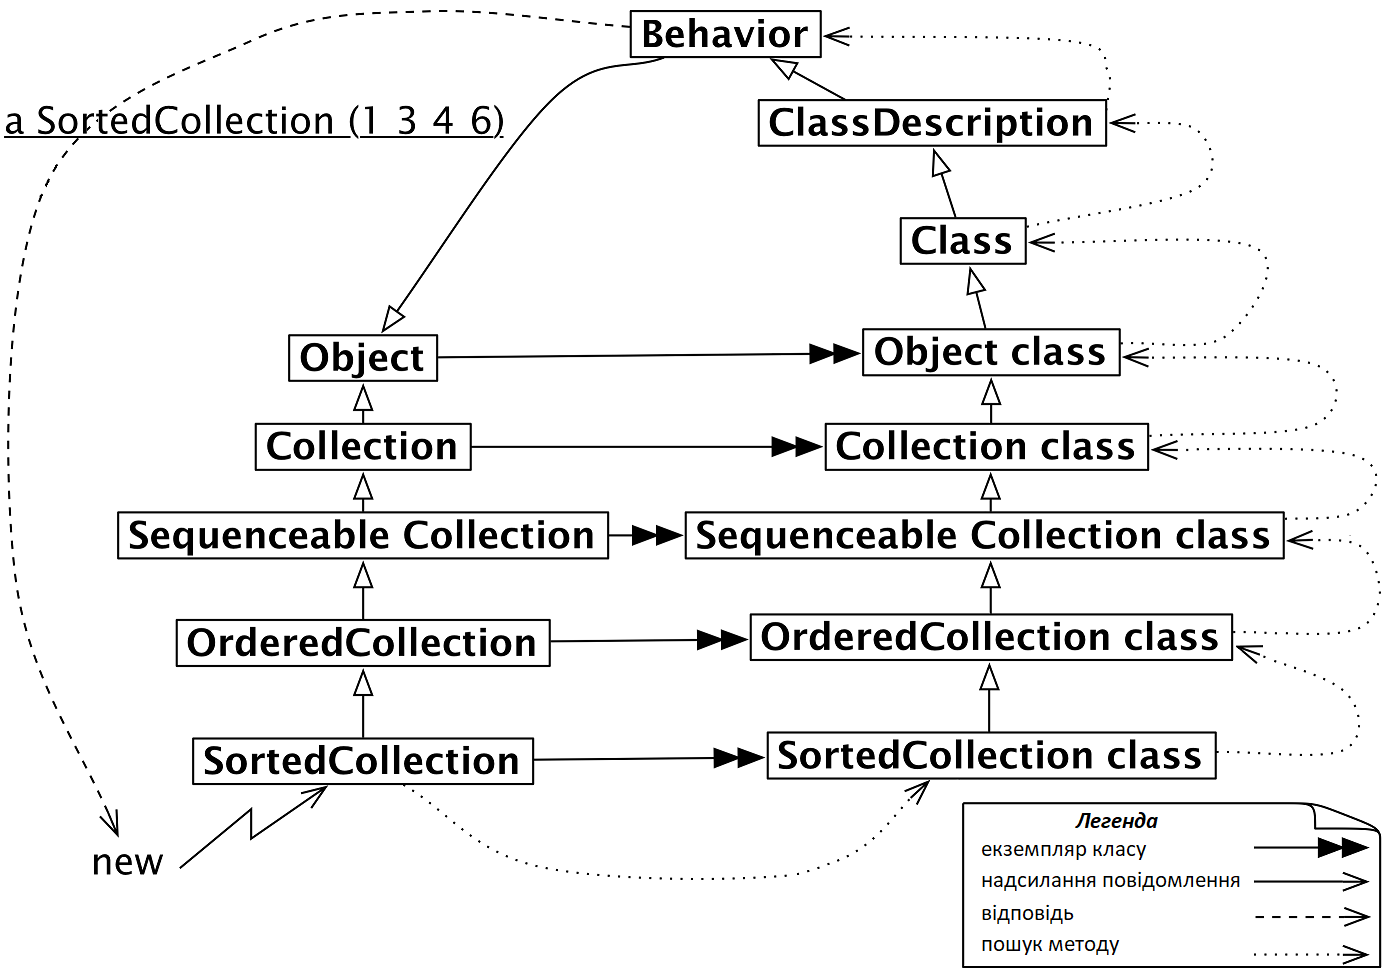 Behavior
a SortedCollection (1 3 4 6)
ClassDescription
Class
Object
Object class
Collection
Collection class
Sequenceable Collection
Sequenceable Collection class
OrderedCollection
OrderedCollection class
SortedCollection
SortedCollection class
new
Легенда
екземпляр класу
надсилання повідомлення
відповідь
пошук методу